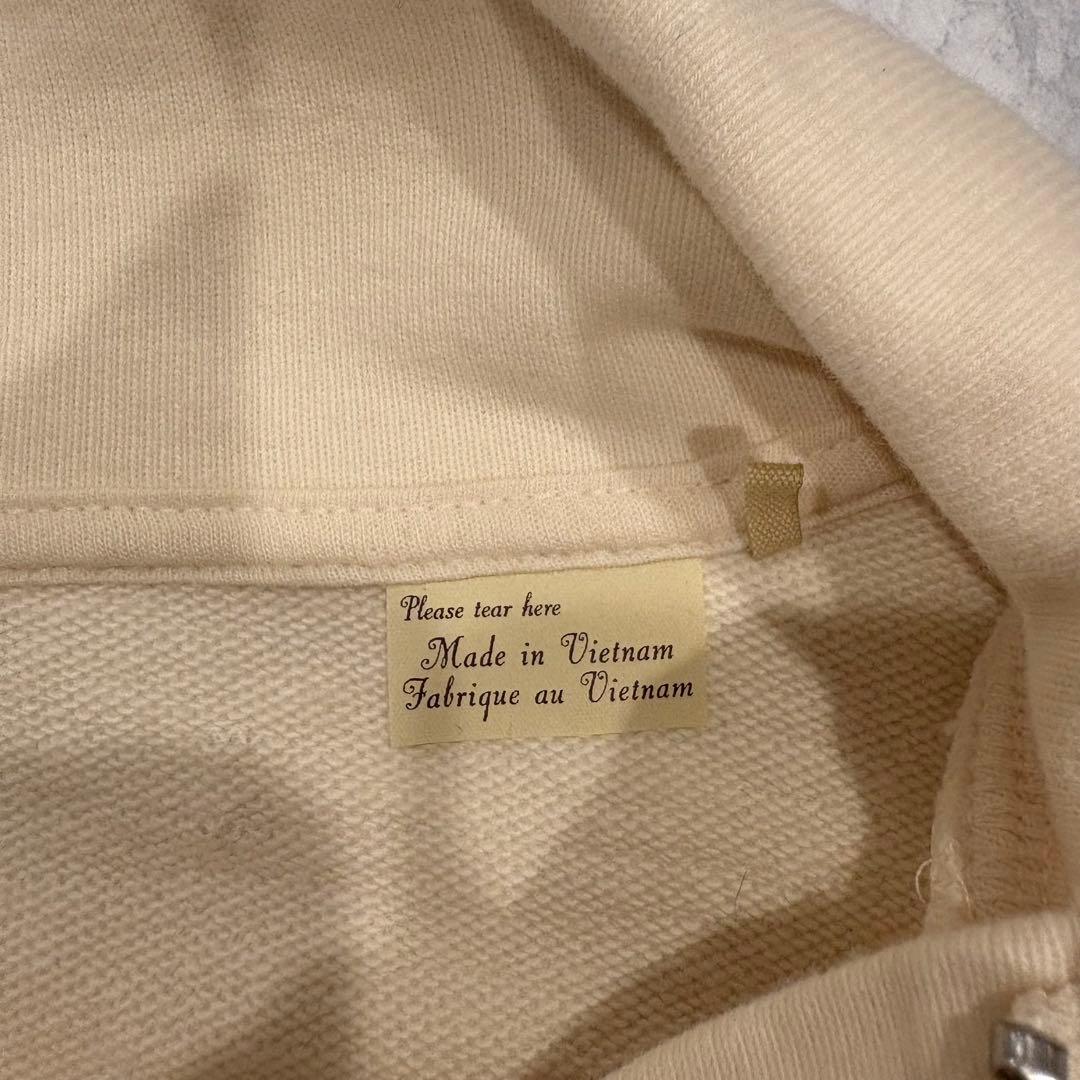 Please tear here
Made in Vietnam
Fabrique au Vietnam